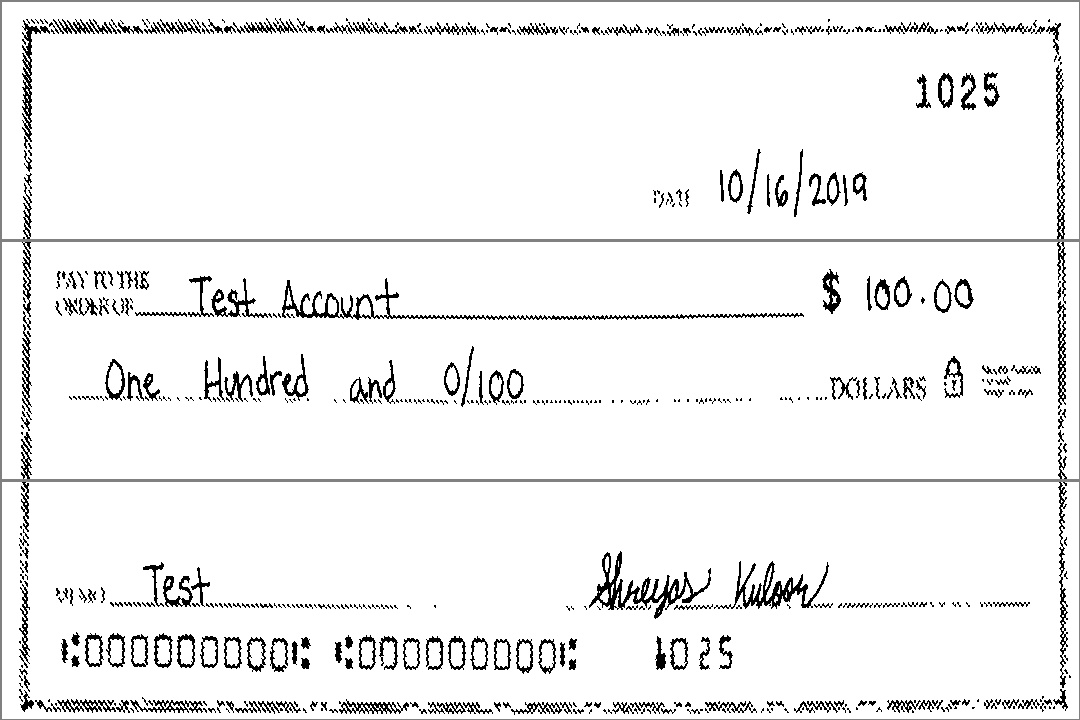 1025
DATE 10/16/2019
PAY TO THE
ORDER OF Test Account $ 100.00
One Hundred and 0/100 DOLLARS
MEMO Test Shreyas Kuloor
⑆000000000⑆ ⑆000000000⑆ 1025